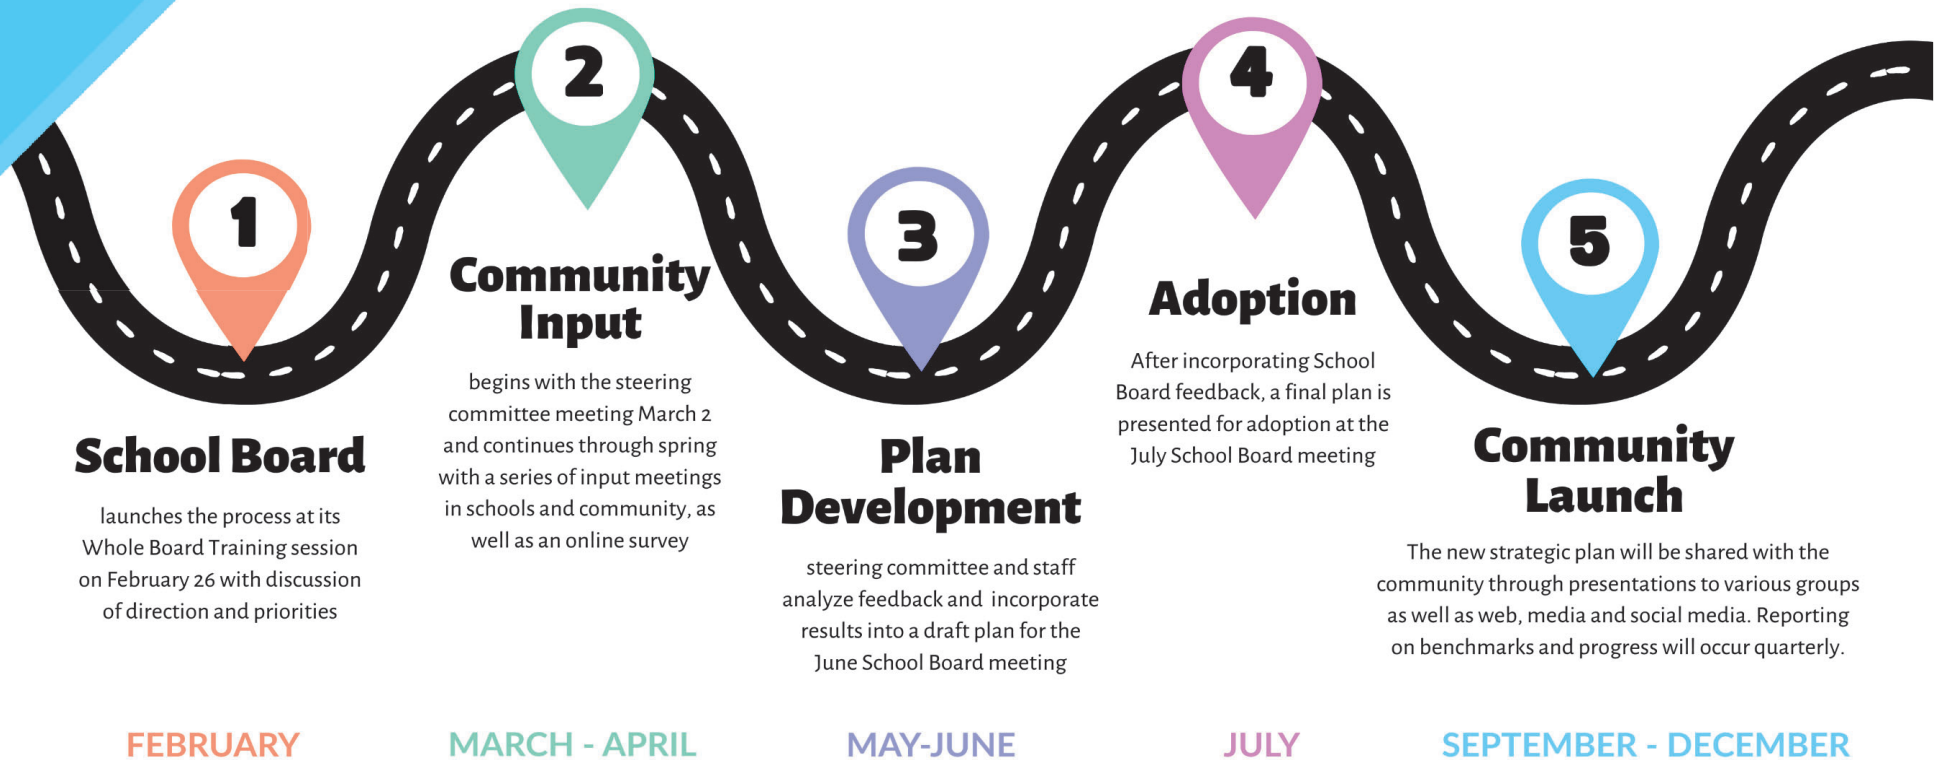 1
School Board
launches the process at its
Whole Board Training session
on February 26 with discussion
of direction and priorities
FEBRUARY
2
Community
Input
begins with the steering
committee meeting March 2
and continues through spring
with a series of input meetings
in schools and community, as
well as an online survey
MARCH - APRIL
3
Plan
Development
steering committee and staff
analyze feedback and incorporate
results into a draft plan for the
June School Board meeting
MAY-JUNE
4
Adoption
After incorporating School
Board feedback, a final plan is
presented for adoption at the
July School Board meeting
JULY
5
Community
Launch
The new strategic plan will be shared with the
community through presentations to various groups
as well as web, media and social media. Reporting
on benchmarks and progress will occur quarterly.
SEPTEMBER - DECEMBER